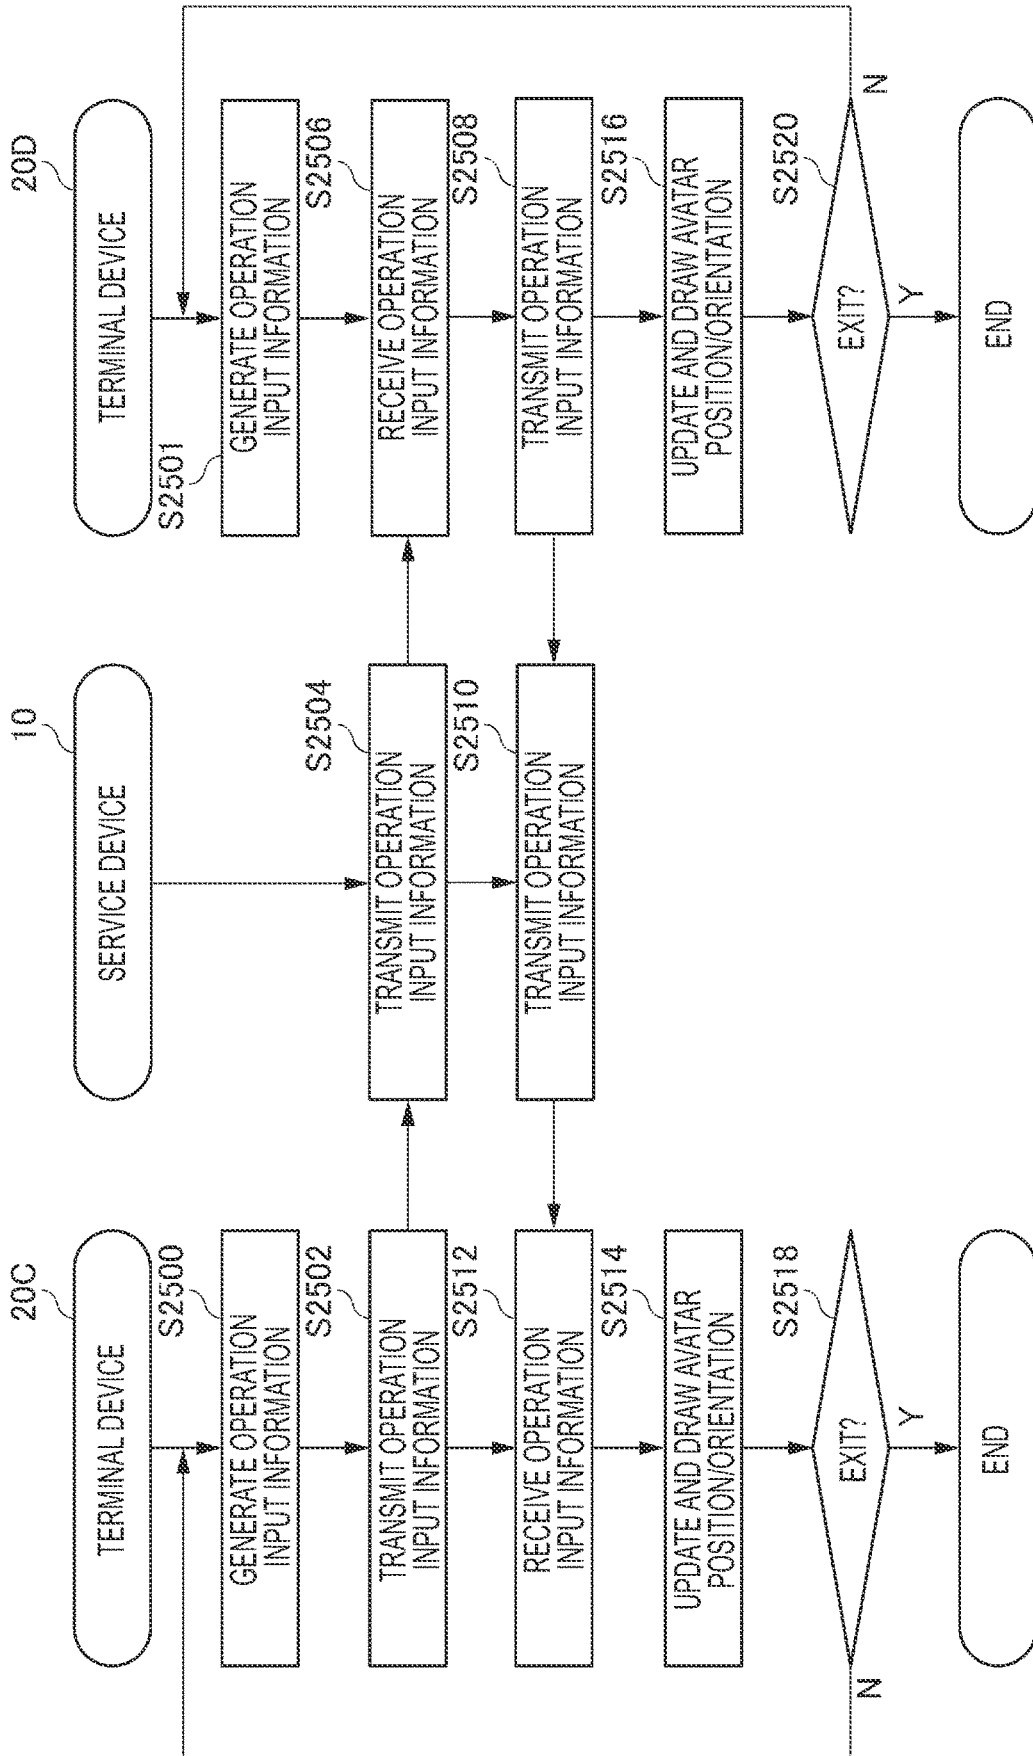 20C
TERMINAL DEVICE
S2500
GENERATE OPERATION
INPUT INFORMATION
S2502
TRANSMIT OPERATION
INPUT INFORMATION
S2512
RECEIVE OPERATION
INPUT INFORMATION
S2514
UPDATE AND DRAW AVATAR
POSITION/ORIENTATION
S2518
EXIT?
N
Y
END
10
SERVICE DEVICE
S2504
TRANSMIT OPERATION
INPUT INFORMATION
S2510
TRANSMIT OPERATION
INPUT INFORMATION
20D
TERMINAL DEVICE
S2501
GENERATE OPERATION
INPUT INFORMATION
S2506
RECEIVE OPERATION
INPUT INFORMATION
S2508
TRANSMIT OPERATION
INPUT INFORMATION
S2516
UPDATE AND DRAW AVATAR
POSITION/ORIENTATION
S2520
EXIT?
N
Y
END